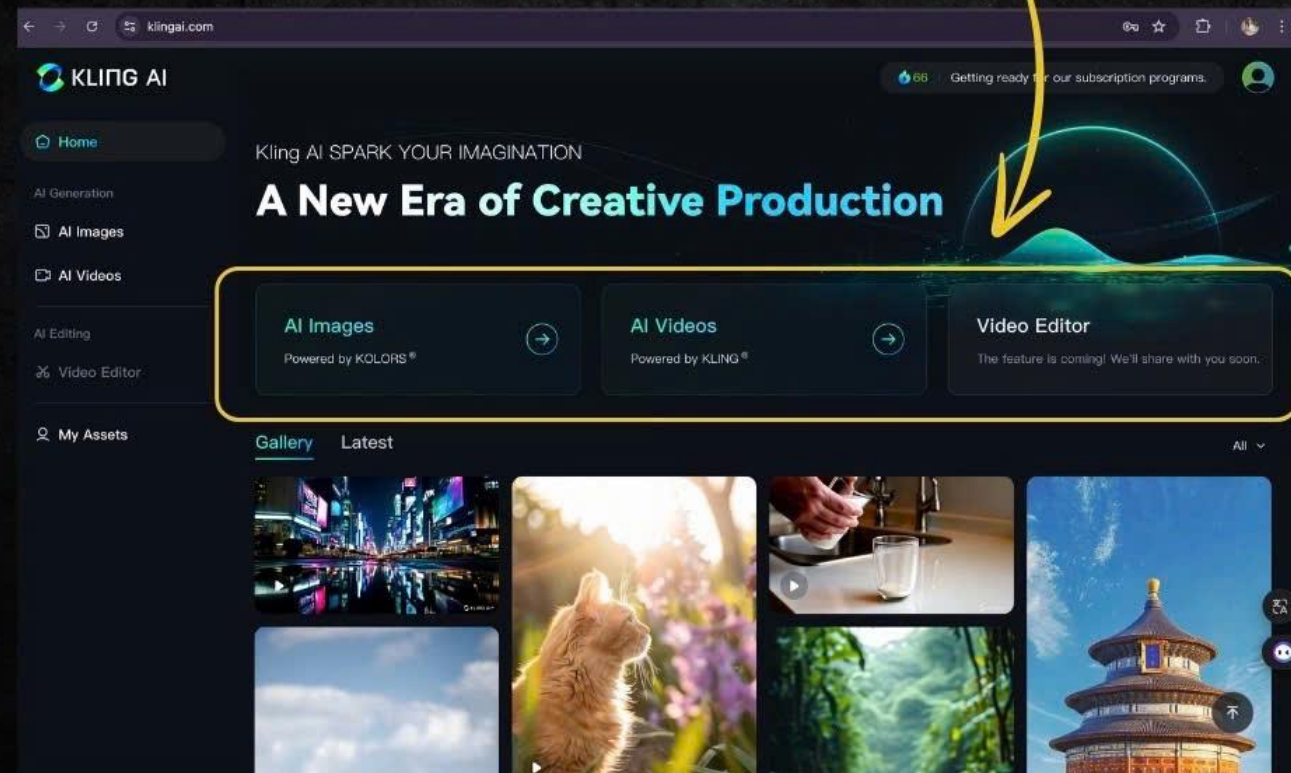 klingai.com
KLING AI
66 Getting ready for our subscription programs.
Home
AI Generation
AI Images
AI Videos
AI Editing
Video Editor
My Assets
Kling AI SPARK YOUR IMAGINATION
A New Era of Creative Production
AI Images
Powered by KOLORS®
AI Videos
Powered by KLING®
Video Editor
The feature is coming! We'll share with you soon.
Gallery Latest
All